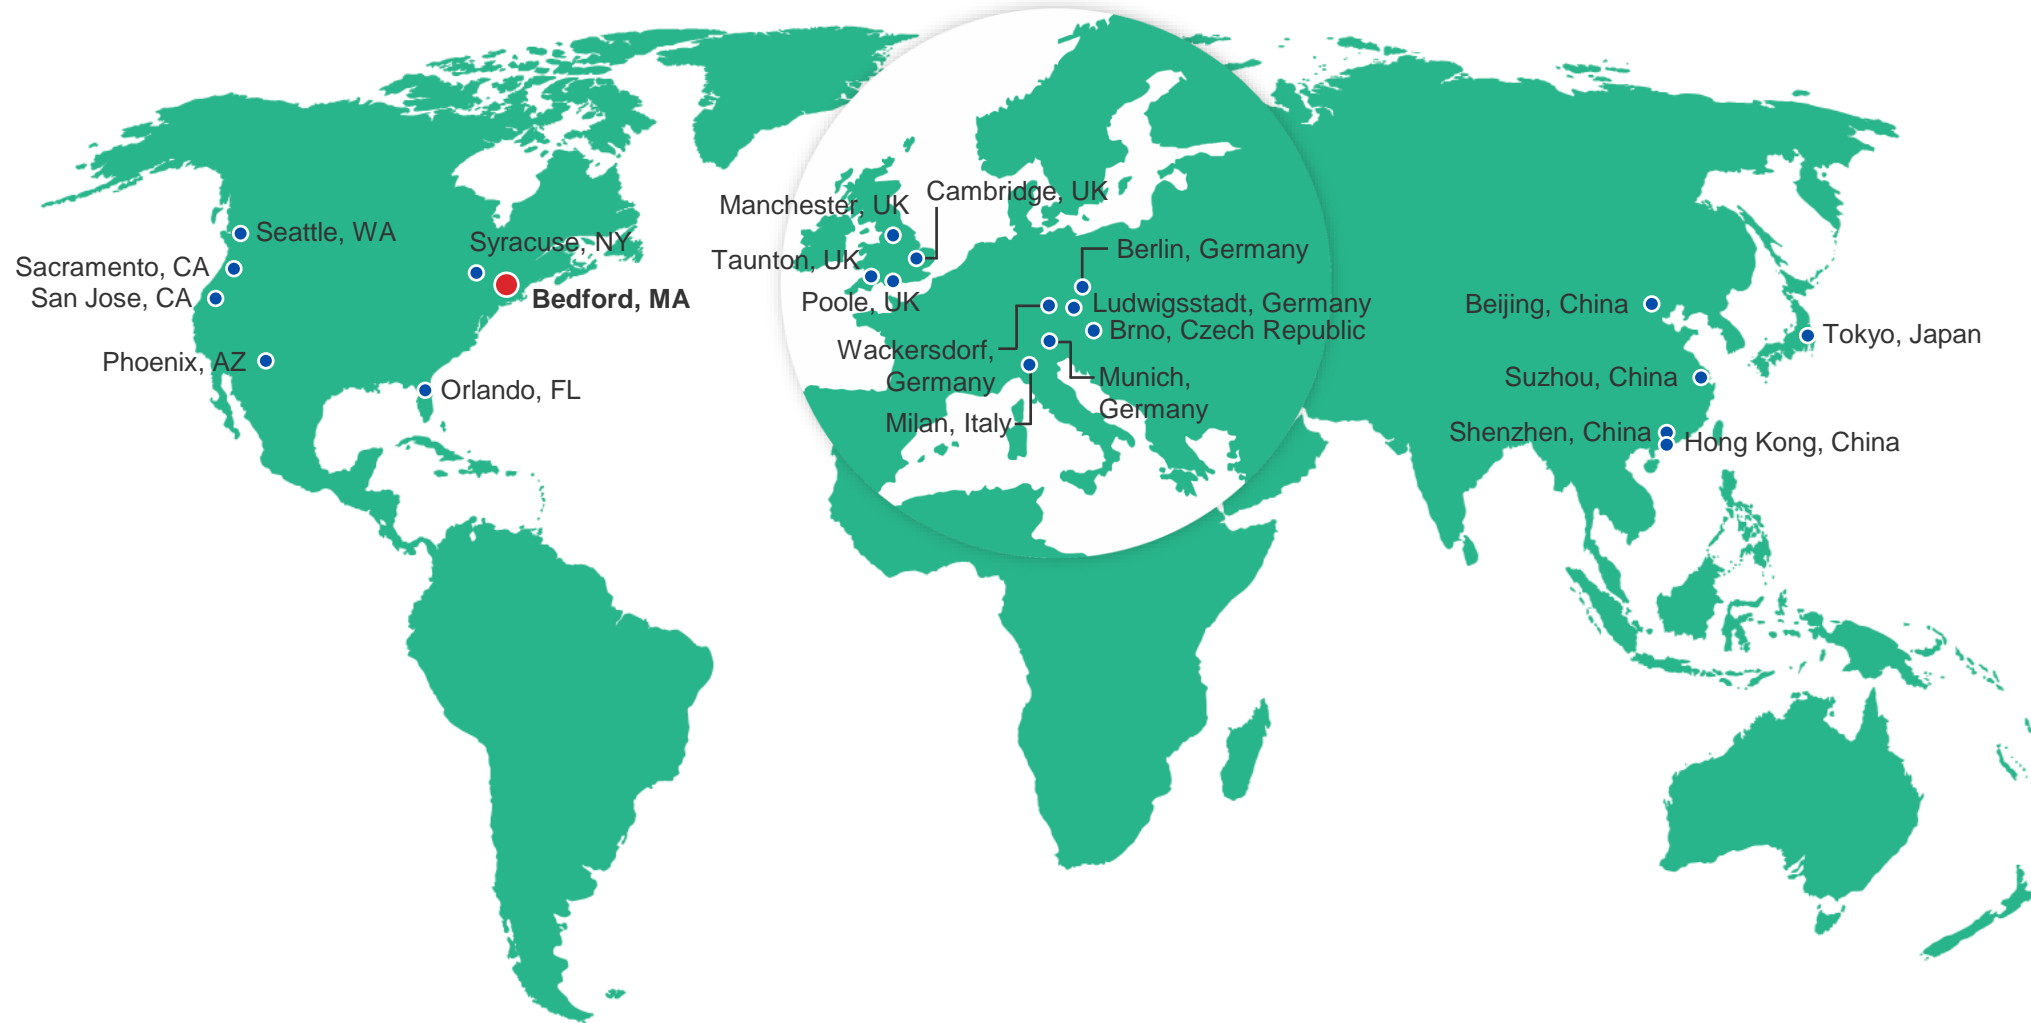 Seattle, WA
Sacramento, CA
San Jose, CA
Phoenix, AZ
Syracuse, NY
Bedford, MA
Orlando, FL
Manchester, UK
Cambridge, UK
Taunton, UK
Poole, UK
Berlin, Germany
Ludwigsstadt, Germany
Brno, Czech Republic
Wackersdorf,
Germany
Munich,
Germany
Milan, Italy
Beijing, China
Tokyo, Japan
Suzhou, China
Shenzhen, China
Hong Kong, China